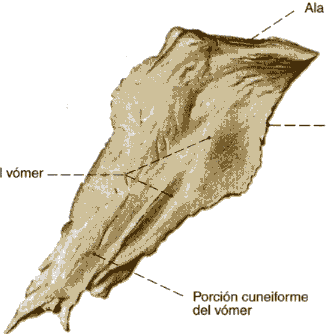 Ala
l vómer
Porción cuneiforme
del vómer